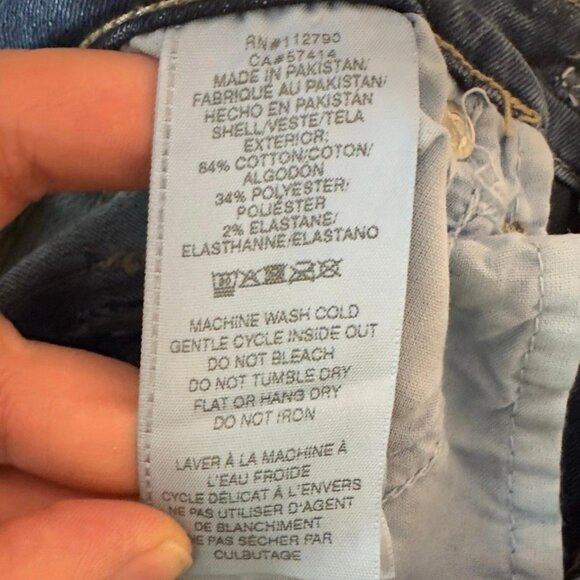 RN#112790
CA#57414
MADE IN PAKISTAN/
FABRIQUÉ AU PAKISTAN/
HECHO EN PAKISTÁN
SHELL/VESTE/TELA
EXTERIOR:
64% COTTON/COTON/
ALGODON
34% POLYESTER/
POLIÉSTER
2% ELASTANE/
ELASTHANNE/ELASTANO
MACHINE WASH COLD
GENTLE CYCLE INSIDE OUT
DO NOT BLEACH
DO NOT TUMBLE DRY
FLAT OR HANG DRY
DO NOT IRON
LAVER À LA MACHINE À
L'EAU FROIDE
CYCLE DÉLICAT À L'ENVERS
NE PAS UTILISER D'AGENT
DE BLANCHIMENT
NE PAS SÉCHER PAR
CULBUTAGE